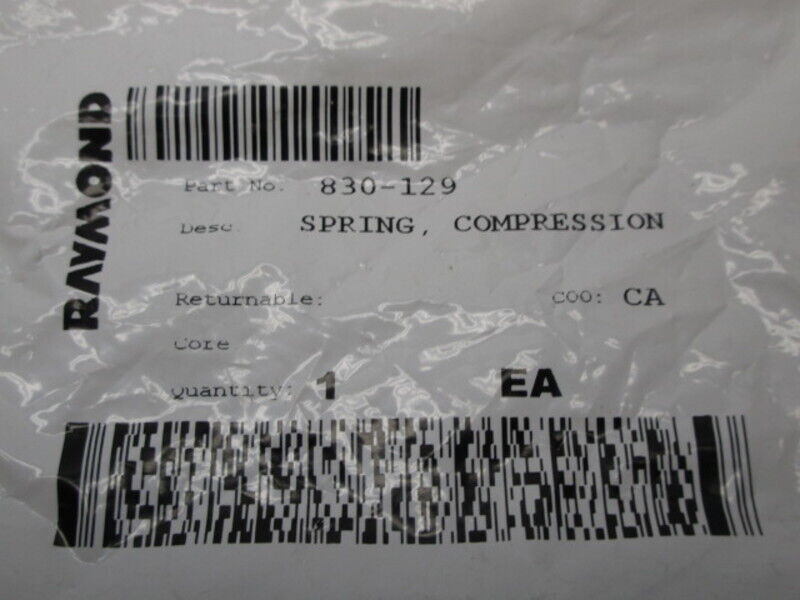 RAYMOND
Part No: 830-129
Desc. SPRING, COMPRESSION
Returnable: COO: CA
Core
Quantity: 1 EA